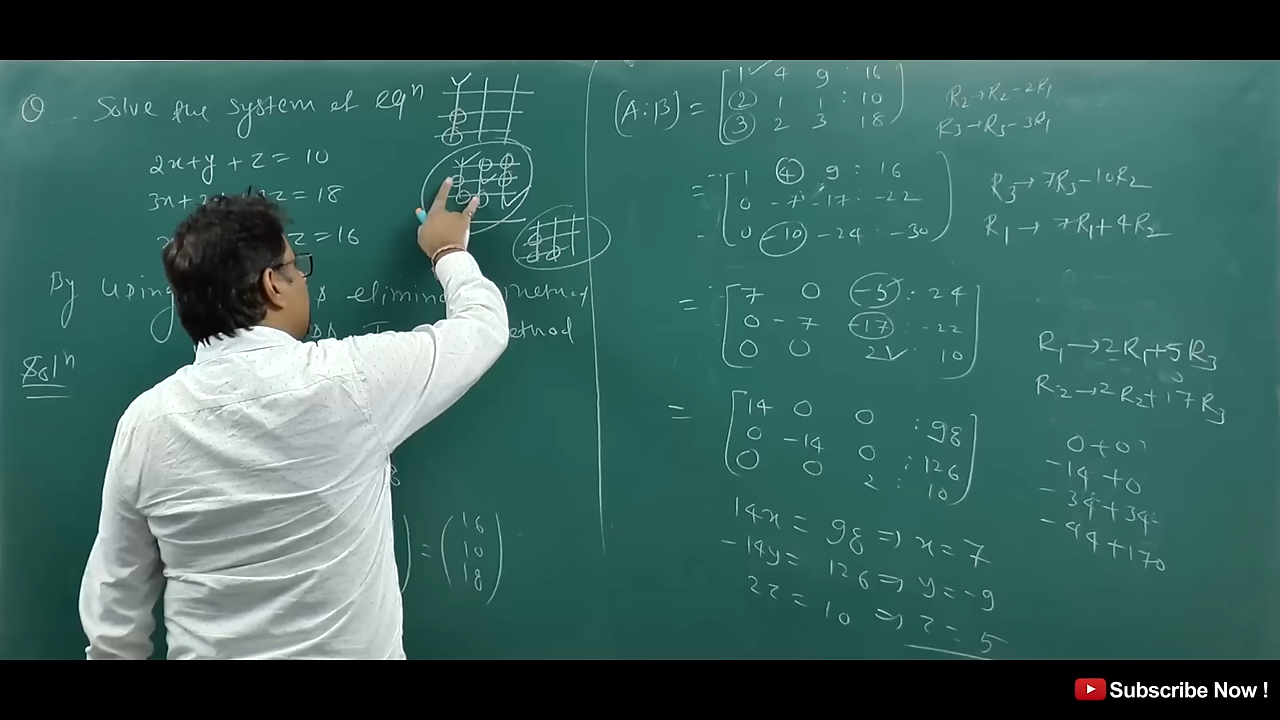 Q Solve the system of eqn
2x+y+z = 10
3x+2 z = 18
z = 16
By using elimin
Soln
= (16
10
18)
(A:B) = [1 4 9 : 16
2 1 1 : 10
3 2 3 : 18]
R2→R2-2R1
R3→R3-3R1
= [1 4 9 : 16
0 -7 -17 : -22
0 -10 -24 : -30]
R3→ 7R3-10R2
R1→ 7R1+4R2
= [7 0 -5 : 24
0 -7 -17 : -22
0 0 2 : 10]
R1→2R1+5R3
R2→2R2+17R3
= [14 0 0 : 98
0 -14 0 : 126
0 0 2 : 10]
0+0
-14+0
-34+34
-44+170
14x = 98 ⇒ x = 7
-14y = 126 ⇒ y = -9
2z = 10 ⇒ z = 5
Subscribe Now !